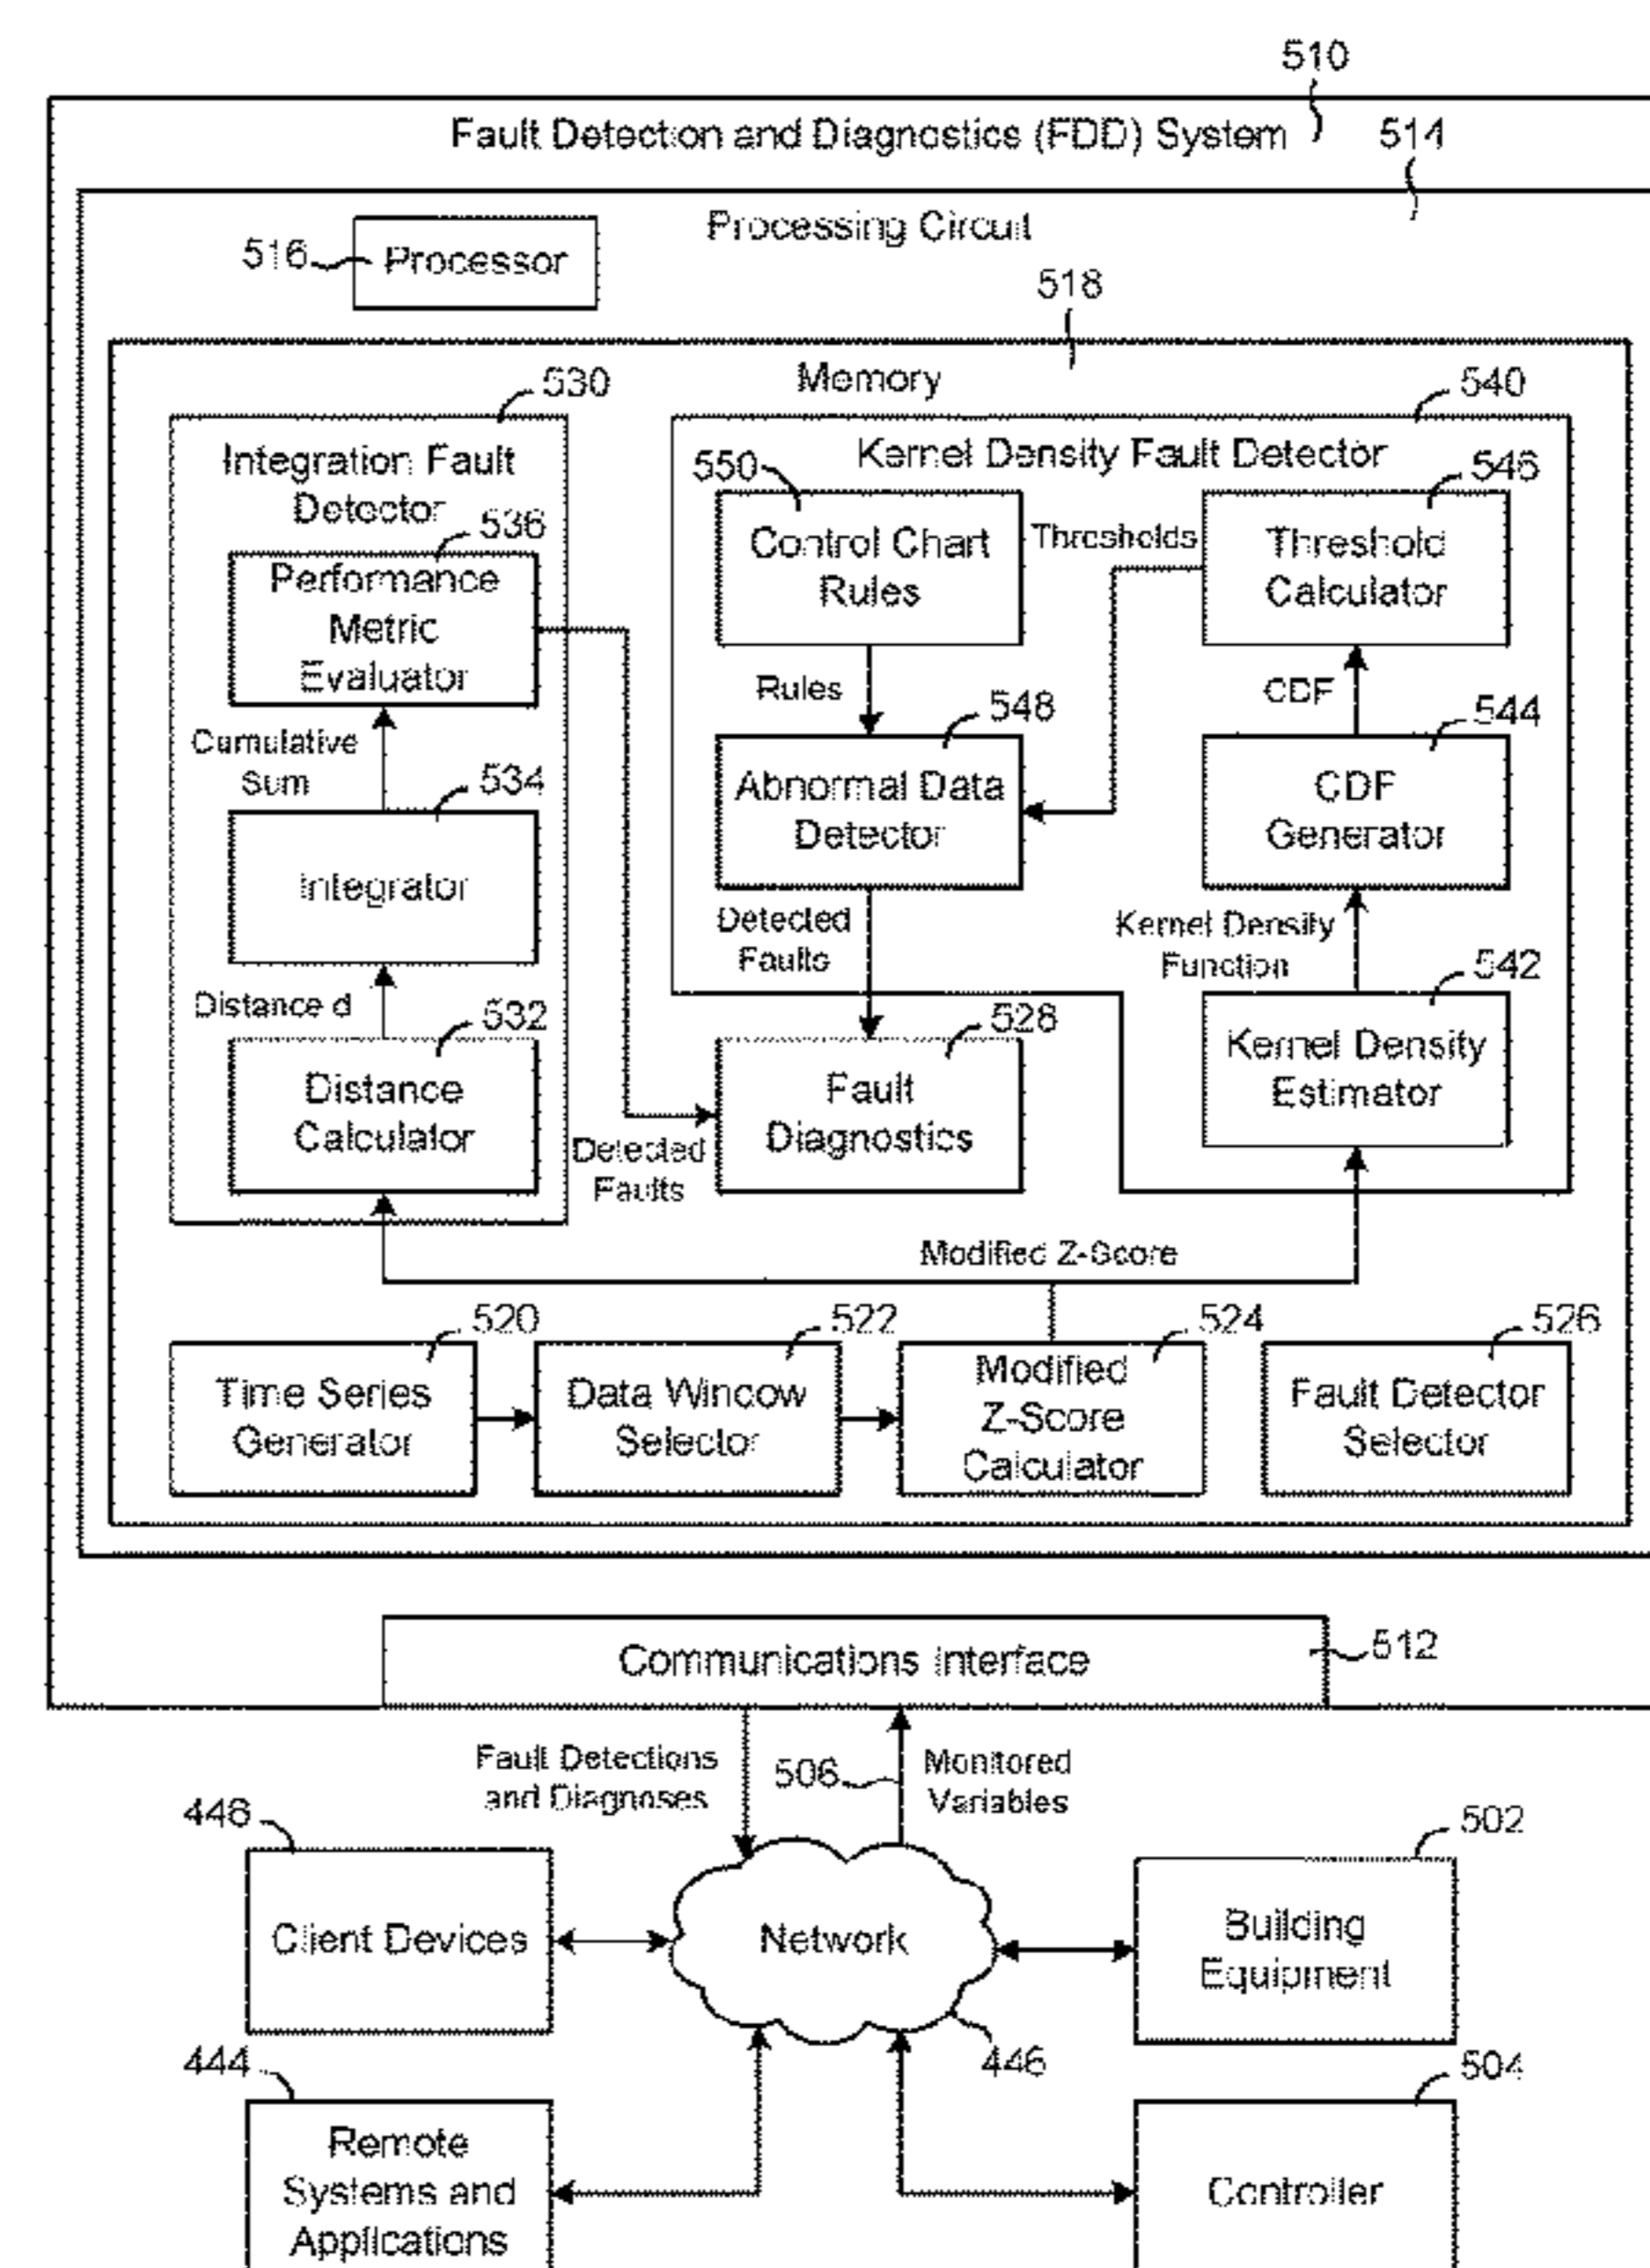 510
Fault Detection and Diagnostics (FDD) System
514
Processing Circuit
516
Processor
518
Memory
530
Integration Fault
Detector
536
Performance
Metric
Evaluator
Cumulative
Sum
534
Integrator
Distance d
532
Distance
Calculator
540
Kernel Density Fault Detector
550
Control Chart
Rules
Thresholds
546
Threshold
Calculator
Rules
CDF
548
Abnormal Data
Detector
544
CDF
Generator
Detected
Faults
Kernel Density
Function
542
Kernel Density
Estimator
528
Fault
Diagnostics
Detected
Faults
Modified Z-Score
520
Time Series
Generator
522
Data Window
Selector
524
Modified
Z-Score
Calculator
526
Fault Detector
Selector
Communications Interface
512
Fault Detections
and Diagnoses
506
Monitored
Variables
448
Client Devices
Network
446
502
Building
Equipment
444
Remote
Systems and
Applications
504
Controller